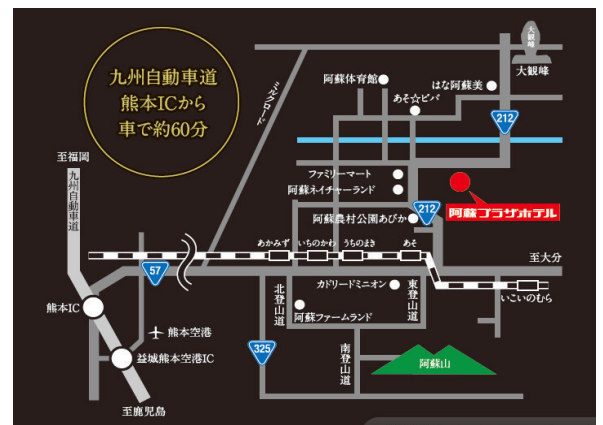 九州自動車道
熊本ICから
車で約60分
大観峰
大観峰
阿蘇体育館
はな阿蘇美
あそ☆ビバ
ミルクロード
212
至福岡
九州自動車道
ファミリーマート
阿蘇ネイチャーランド
阿蘇農村公園あぴか
212
阿蘇プラザホテル
あかみず
いちのかわ
うちのまき
あそ
至大分
57
いこいのむら
北登山道
カドリードミニオン
東登山道
熊本IC
阿蘇ファームランド
熊本空港
益城熊本空港IC
325
南登山道
阿蘇山
至鹿児島